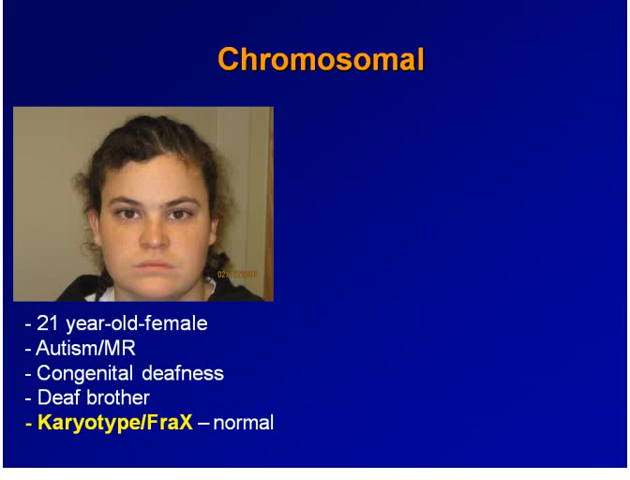 Chromosomal
- 21 year-old-female
- Autism/MR
- Congenital deafness
- Deaf brother
- Karyotype/FraX – normal